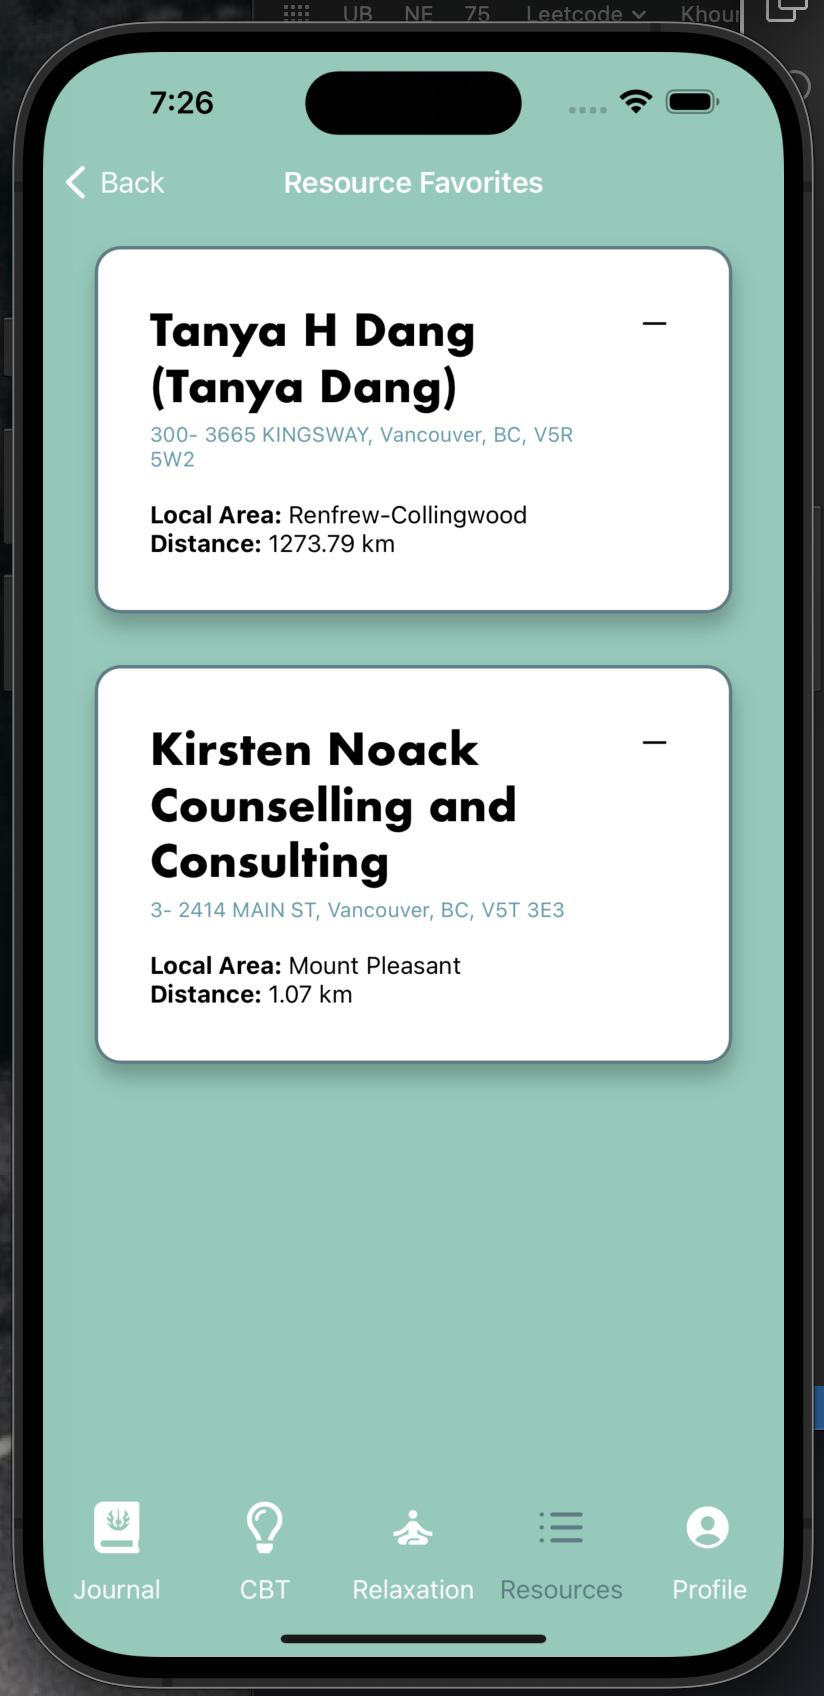 UB NE 75 Leetcode
7:26
Back Resource Favorites
Tanya H Dang
(Tanya Dang)
300- 3665 KINGSWAY, Vancouver, BC, V5R
5W2
Local Area: Renfrew-Collingwood
Distance: 1273.79 km
Kirsten Noack
Counselling and
Consulting
3- 2414 MAIN ST, Vancouver, BC, V5T 3E3
Local Area: Mount Pleasant
Distance: 1.07 km
Journal CBT Relaxation Resources Profile